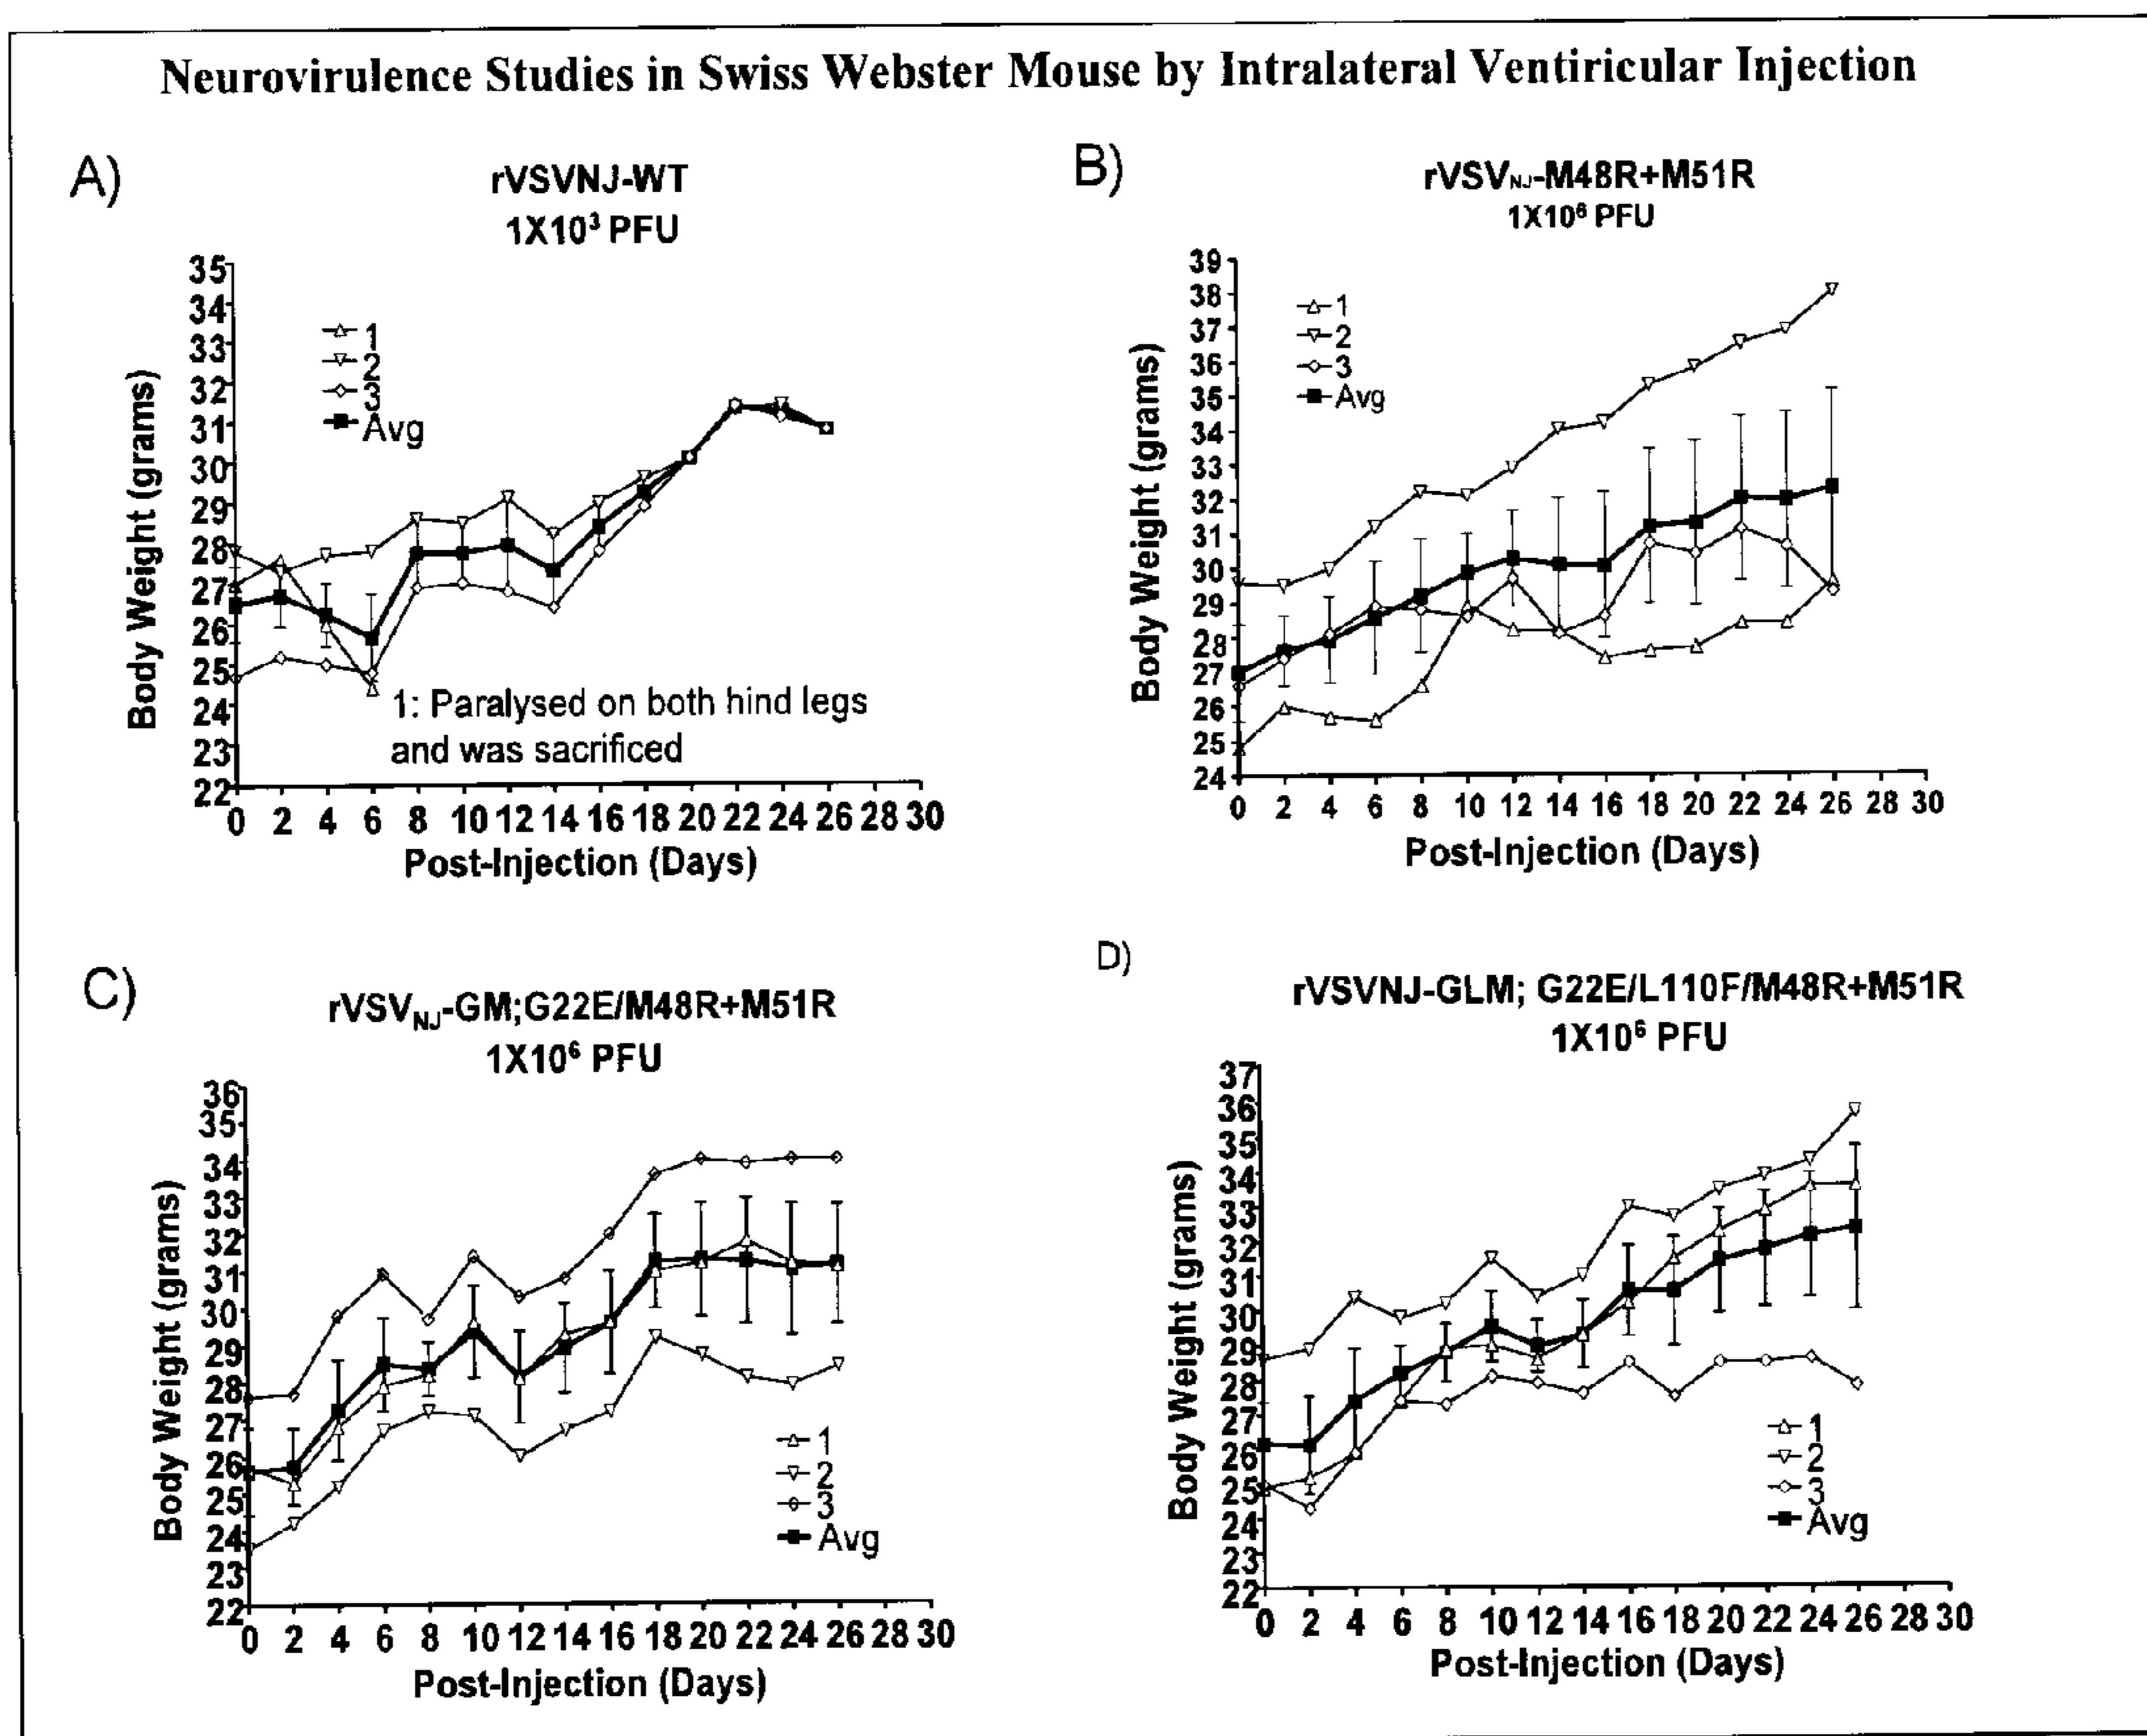 Neurovirulence Studies in Swiss Webster Mouse by Intralateral Ventiricular Injection
A)
rVSVNJ-WT
1X10³ PFU
35
34
33
32
31
30
29
28
27
26
25
24
23
22
Body Weight (grams)
1
2
3
Avg
1: Paralysed on both hind legs
and was sacrificed
0 2 4 6 8 10 12 14 16 18 20 22 24 26 28 30
Post-Injection (Days)
B)
rVSVNJ-M48R+M51R
1X10⁶ PFU
39
38
37
36
35
34
33
32
31
30
29
28
27
26
25
24
Body Weight (grams)
1
2
3
Avg
0 2 4 6 8 10 12 14 16 18 20 22 24 26 28 30
Post-Injection (Days)
C)
rVSVNJ-GM;G22E/M48R+M51R
1X10⁶ PFU
36
35
34
33
32
31
30
29
28
27
26
25
24
23
22
Body Weight (grams)
1
2
3
Avg
0 2 4 6 8 10 12 14 16 18 20 22 24 26 28 30
Post-Injection (Days)
D)
rVSVNJ-GLM; G22E/L110F/M48R+M51R
1X10⁶ PFU
37
36
35
34
33
32
31
30
29
28
27
26
25
24
23
22
Body Weight (grams)
1
2
3
Avg
0 2 4 6 8 10 12 14 16 18 20 22 24 26 28 30
Post-Injection (Days)